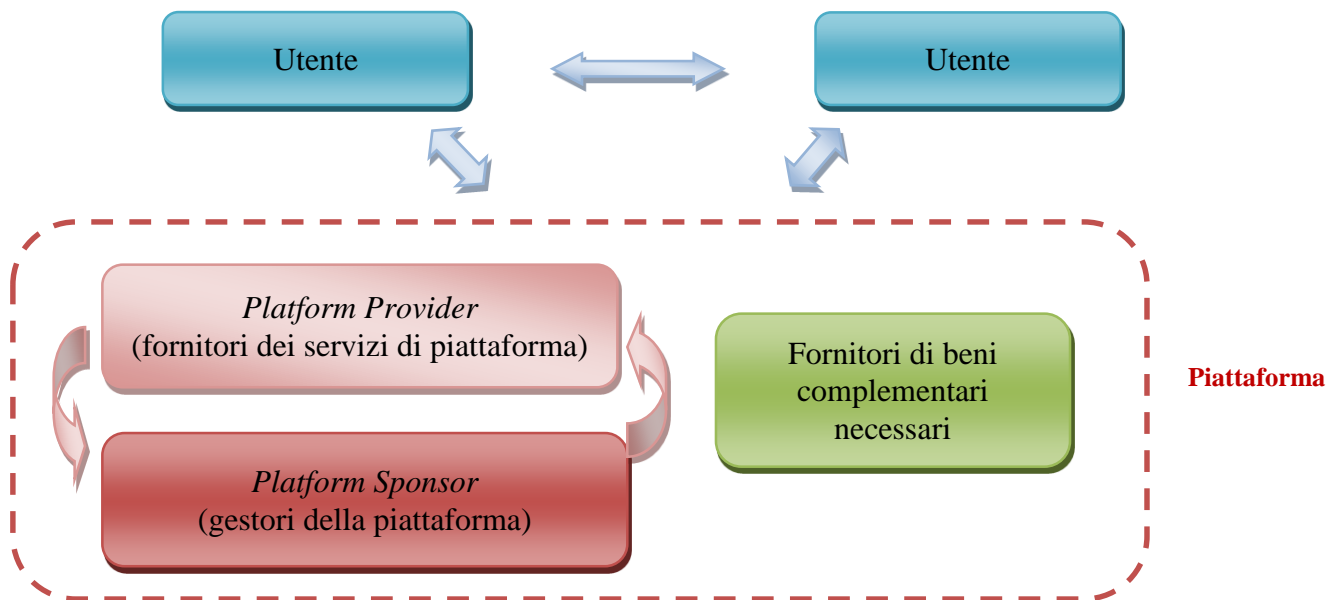 Utente
Utente
Platform Provider
(fornitori dei servizi di piattaforma)
Fornitori di beni
complementari
necessari
Piattaforma
Platform Sponsor
(gestori della piattaforma)